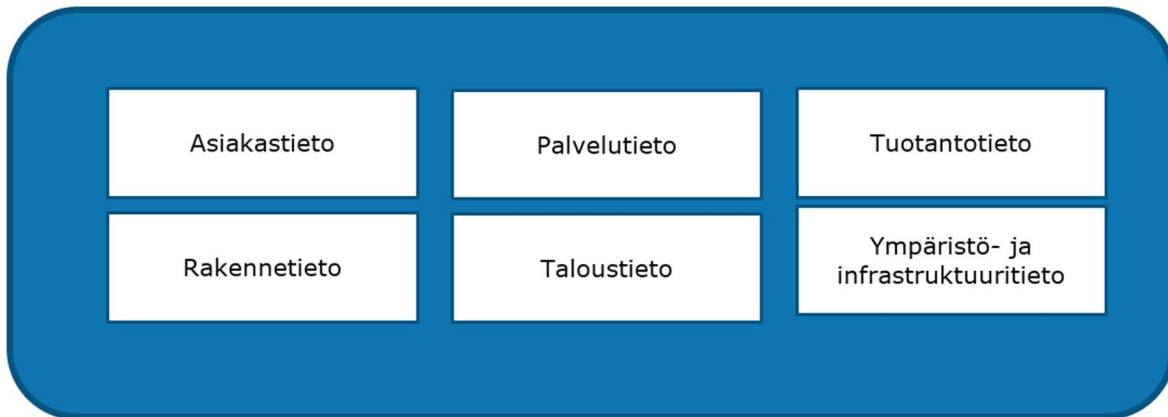 Asiakastieto
Palvelutieto
Tuotantotieto
Rakennetieto
Taloustieto
Ympäristö- ja
infrastruktuuritieto